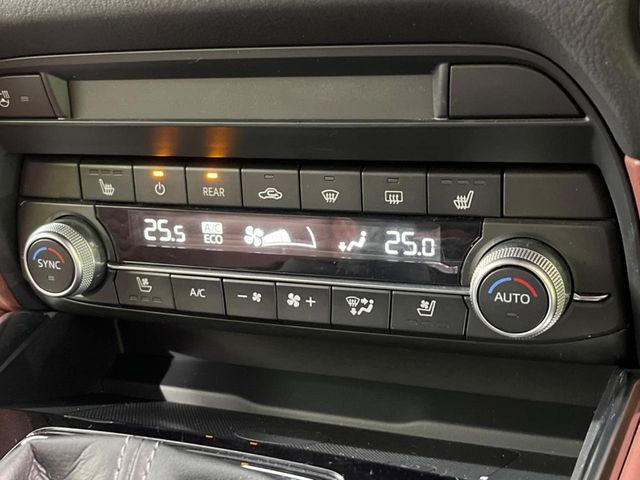 REAR
25.5 A/C ECO 25.0
SYNC
A/C
- +
AUTO